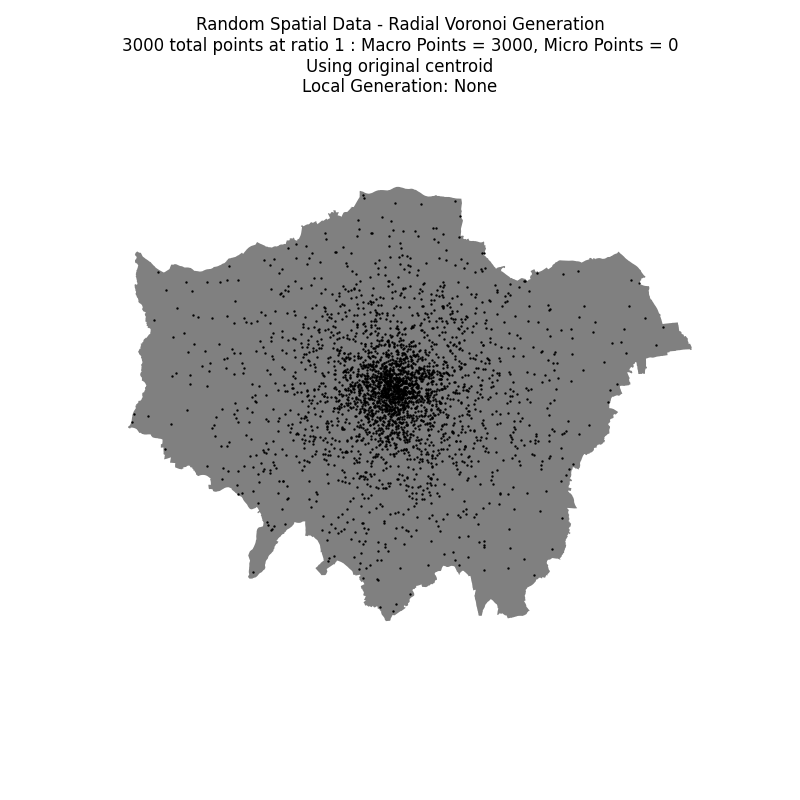 Random Spatial Data - Radial Voronoi Generation
3000 total points at ratio 1 : Macro Points = 3000, Micro Points = 0
Using original centroid
Local Generation: None